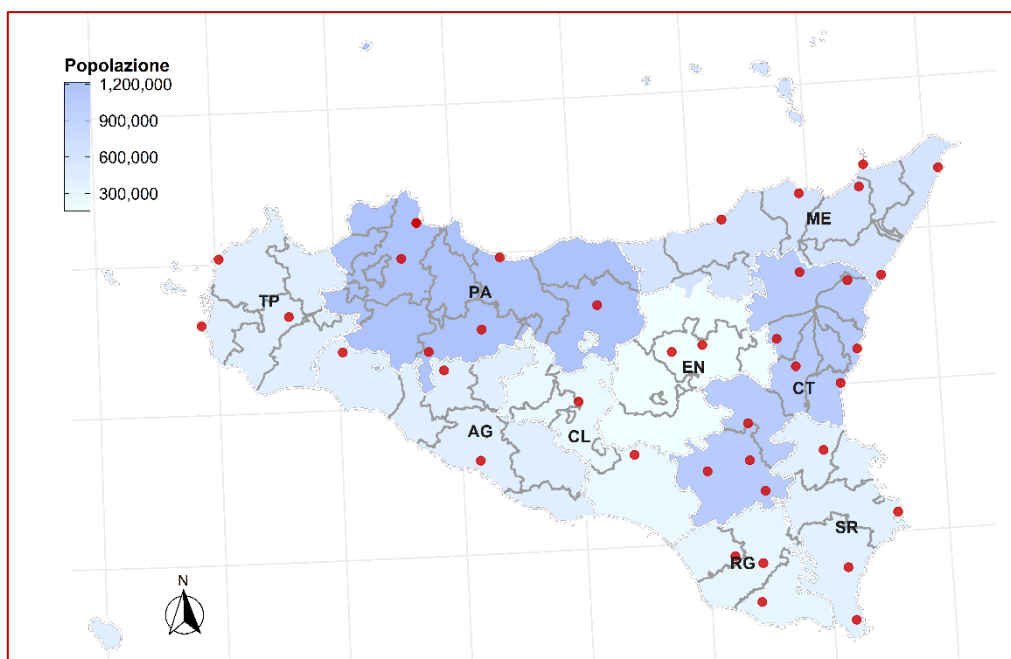 Popolazione
1,200,000
900,000
600,000
300,000
ME
TP
PA
EN
CT
AG
CL
SR
RG
N